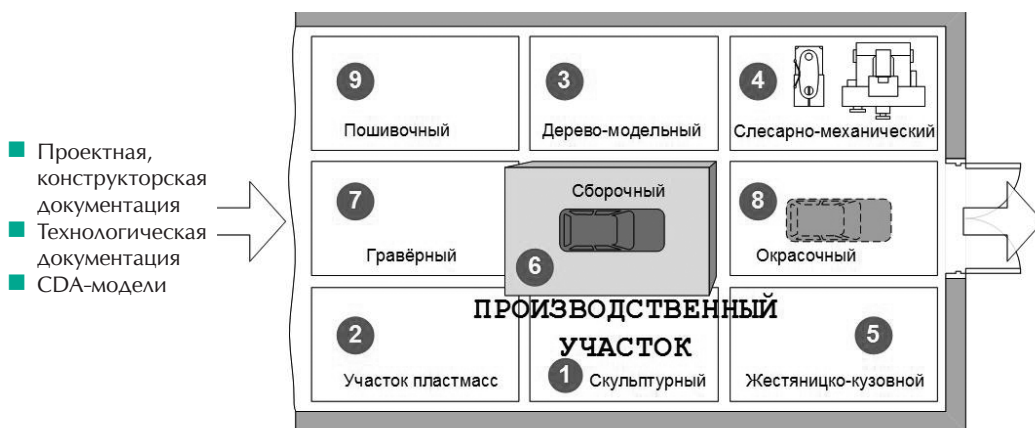 Проектная,
конструкторская
документация
Технологическая
документация
CDA-модели
9
Пошивочный
3
Дерево-модельный
4
Слесарно-механический
7
Гравёрный
Сборочный
6
8
Окрасочный
ПРОИЗВОДСТВЕННЫЙ
УЧАСТОК
2
Участок пластмасс
1
Скульптурный
5
Жестяницко-кузовной